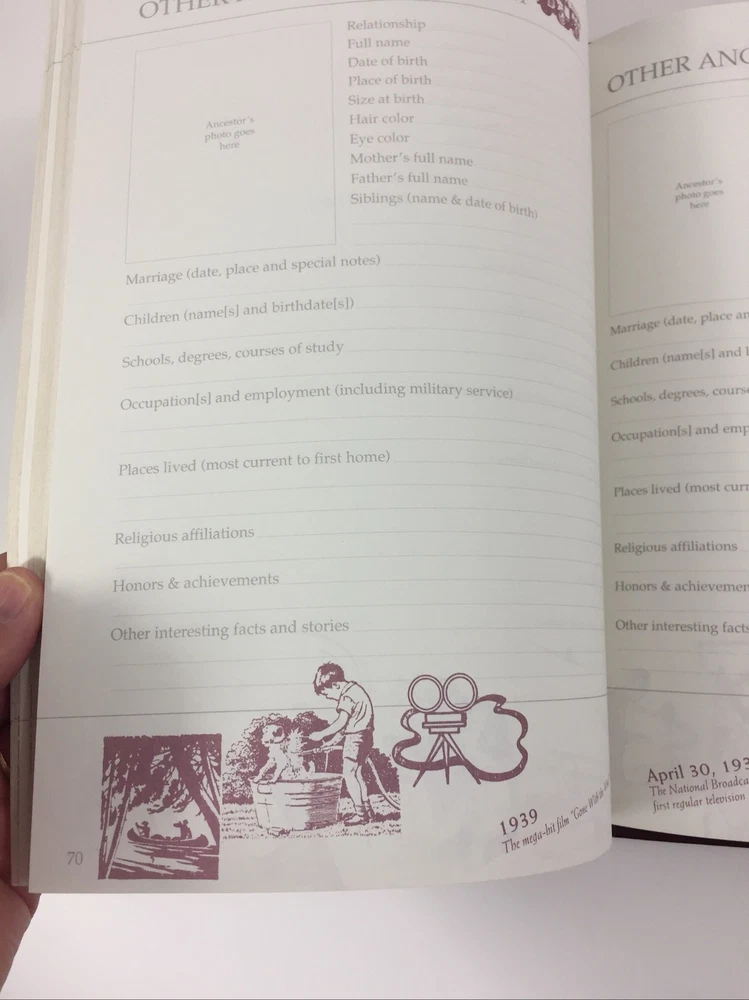 OTHER
Ancestor's
photo goes
here
Relationship
Full name
Date of birth
Place of birth
Size at birth
Hair color
Eye color
Mother's full name
Father's full name
Siblings (name & date of birth)
Marriage (date, place and special notes)
Children (name[s] and birthdate[s])
Schools, degrees, courses of study
Occupation[s] and employment (including military service)
Places lived (most current to first home)
Religious affiliations
Honors & achievements
Other interesting facts and stories
1939
The mega-hit film "Gone With the
70
OTHER ANC
Ancestor's
photo goes
here
Marriage (date, place an
Children (name[s] and
Schools, degrees, cours
Occupation[s] and emp
Places lived (most curr
Religious affiliations
Honors & achievemen
Other interesting facts
April 30, 193
The National Broadca
first regular television